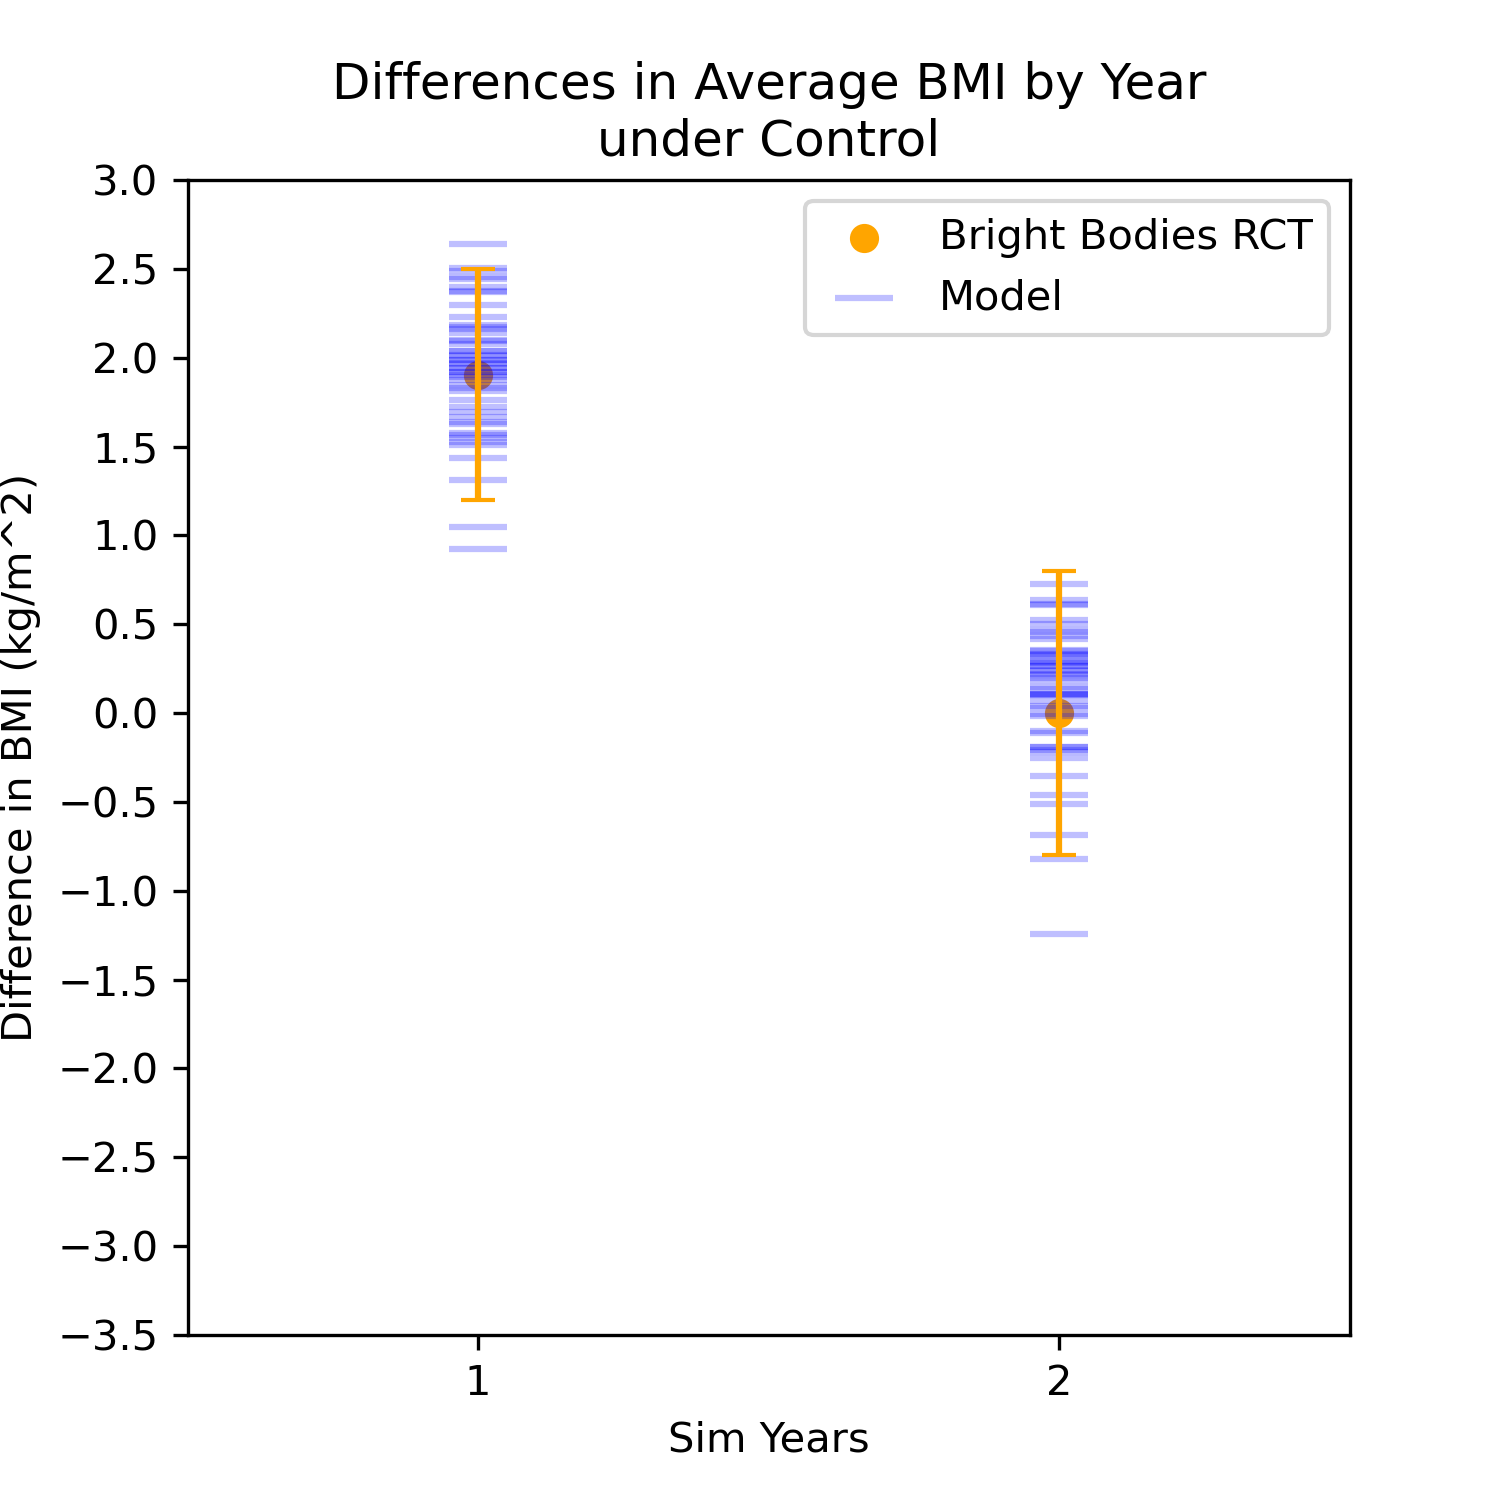 Differences in Average BMI by Year
under Control
3.0
2.5
2.0
1.5
1.0
0.5
0.0
−0.5
−1.0
−1.5
−2.0
−2.5
−3.0
−3.5
Difference in BMI (kg/m^2)
Bright Bodies RCT
Model
1
2
Sim Years